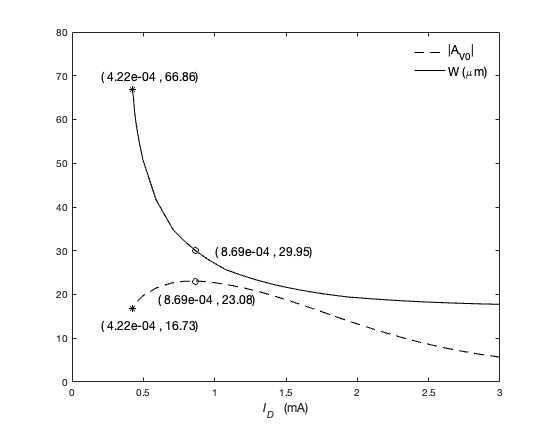 80
70
60
50
40
30
20
10
0
( 4.22e-04 , 66.86)
|A_V0|
W (μm)
( 8.69e-04 , 29.95)
( 8.69e-04 , 23.08)
( 4.22e-04 , 16.73)
0 0.5 1 1.5 2 2.5 3
I_D (mA)